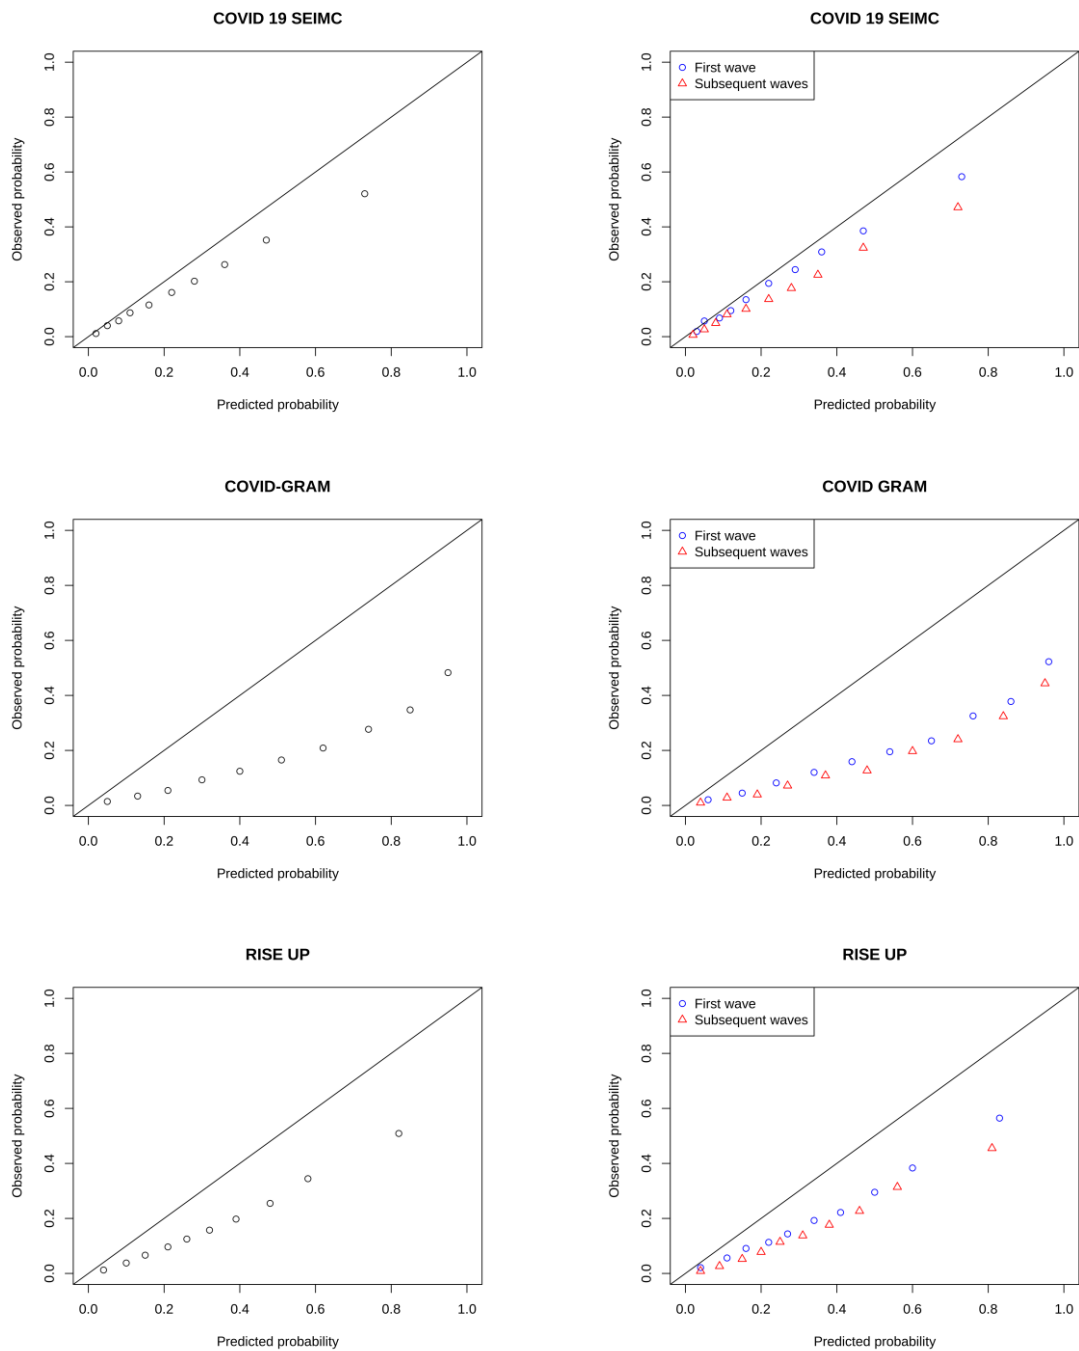 COVID 19 SEIMC
Observed probability
1.0
0.8
0.6
0.4
0.2
0.0
0.0 0.2 0.4 0.6 0.8 1.0
Predicted probability
COVID 19 SEIMC
First wave
Subsequent waves
Observed probability
1.0
0.8
0.6
0.4
0.2
0.0
0.0 0.2 0.4 0.6 0.8 1.0
Predicted probability
COVID-GRAM
Observed probability
1.0
0.8
0.6
0.4
0.2
0.0
0.0 0.2 0.4 0.6 0.8 1.0
Predicted probability
COVID GRAM
First wave
Subsequent waves
Observed probability
1.0
0.8
0.6
0.4
0.2
0.0
0.0 0.2 0.4 0.6 0.8 1.0
Predicted probability
RISE UP
Observed probability
1.0
0.8
0.6
0.4
0.2
0.0
0.0 0.2 0.4 0.6 0.8 1.0
Predicted probability
RISE UP
First wave
Subsequent waves
Observed probability
1.0
0.8
0.6
0.4
0.2
0.0
0.0 0.2 0.4 0.6 0.8 1.0
Predicted probability